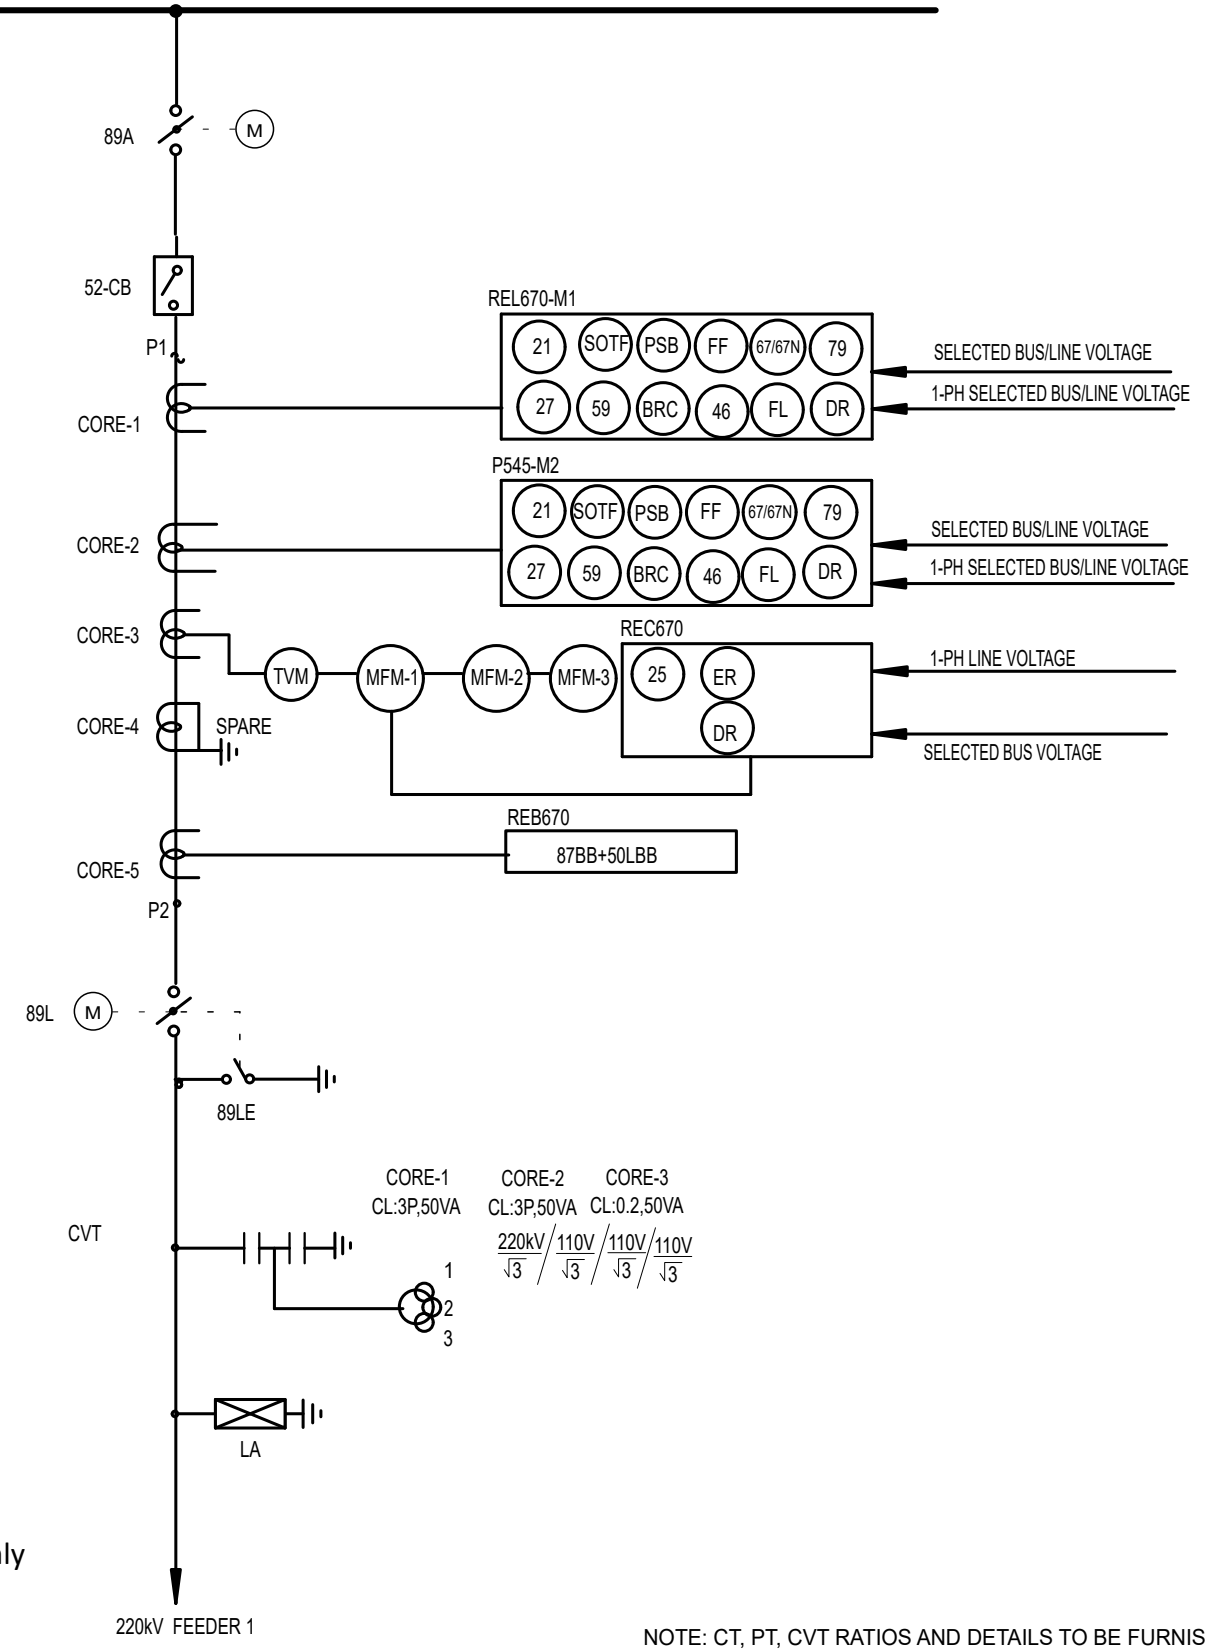 89A
M
52-CB
P1
CORE-1
REL670-M1
21 SOTF PSB FF 67/67N 79
27 59 BRC 46 FL DR
SELECTED BUS/LINE VOLTAGE
1-PH SELECTED BUS/LINE VOLTAGE
CORE-2
P545-M2
21 SOTF PSB FF 67/67N 79
27 59 BRC 46 FL DR
SELECTED BUS/LINE VOLTAGE
1-PH SELECTED BUS/LINE VOLTAGE
CORE-3
TVM MFM-1 MFM-2 MFM-3
REC670
25 ER
DR
1-PH LINE VOLTAGE
SELECTED BUS VOLTAGE
CORE-4
SPARE
CORE-5
REB670
87BB+50LBB
P2
89L M
89LE
CORE-1 CORE-2 CORE-3
CL:3P,50VA CL:3P,50VA CL:0.2,50VA
220kV/√3 / 110V/√3 / 110V/√3 / 110V/√3
CVT
1
2
3
LA
nly
220kV FEEDER 1
NOTE: CT, PT, CVT RATIOS AND DETAILS TO BE FURNIS